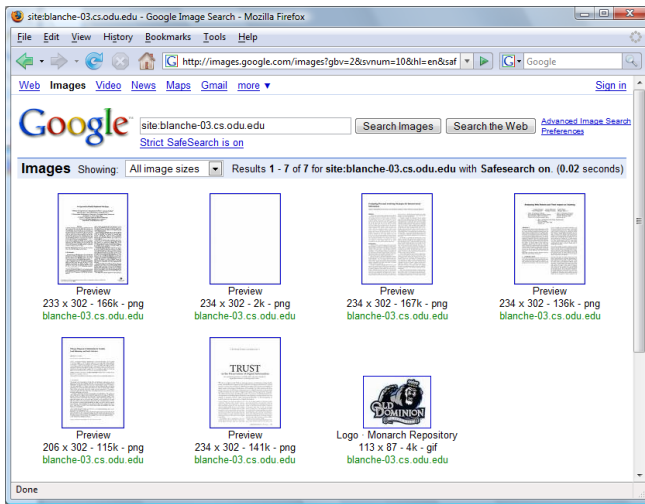 site:blanche-03.cs.odu.edu - Google Image Search - Mozilla Firefox
File Edit View History Bookmarks Tools Help
http://images.google.com/images?gbv=2&svnum=10&hl=en&saf
Google
Web Images Video News Maps Gmail more ▼
Sign in
Google
site:blanche-03.cs.odu.edu
Search Images
Search the Web
Advanced Image Search
Preferences
Strict SafeSearch is on
Images Showing: All image sizes
Results 1 - 7 of 7 for site:blanche-03.cs.odu.edu with Safesearch on. (0.02 seconds)
Preview
233 x 302 - 166k - png
blanche-03.cs.odu.edu
Preview
234 x 302 - 2k - png
blanche-03.cs.odu.edu
Preview
234 x 302 - 167k - png
blanche-03.cs.odu.edu
Preview
234 x 302 - 136k - png
blanche-03.cs.odu.edu
Preview
206 x 302 - 115k - png
blanche-03.cs.odu.edu
TRUST
Preview
234 x 302 - 141k - png
blanche-03.cs.odu.edu
OLD DOMINION
Logo · Monarch Repository
113 x 87 - 4k - gif
blanche-03.cs.odu.edu
Done